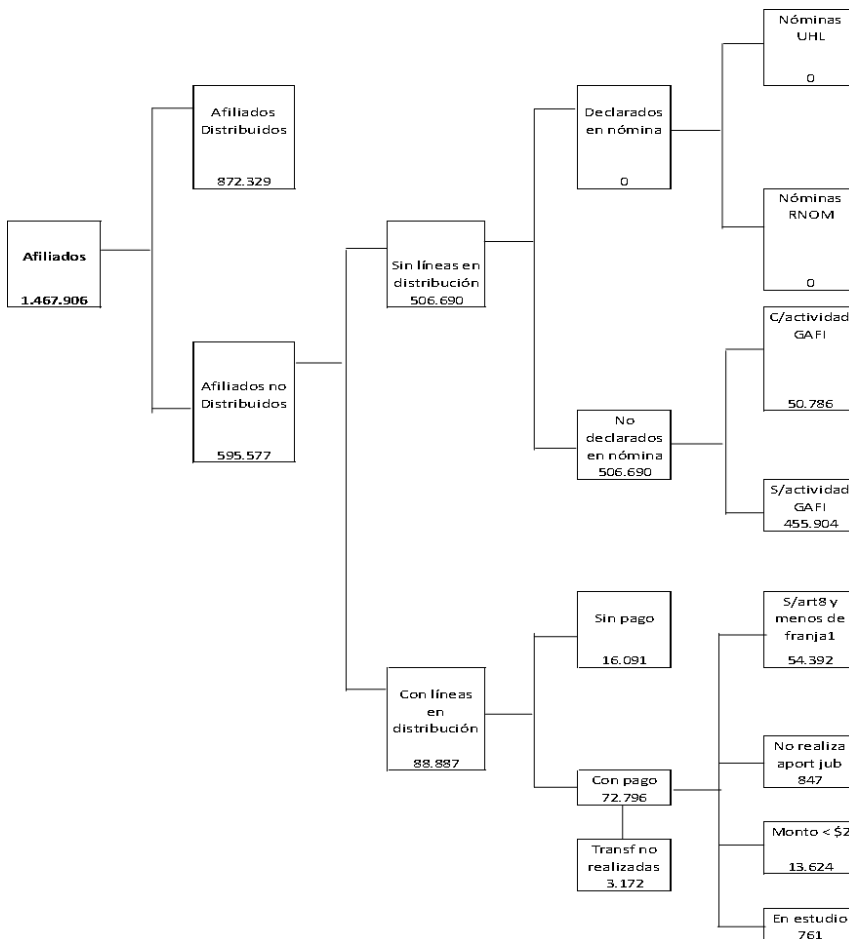 Afiliados
1.467.906
Afiliados
Distribuidos
872.329
Afiliados no
Distribuidos
595.577
Sin líneas en
distribución
506.690
Con líneas
en
distribución
88.887
Declarados
en nómina
0
No
declarados
en nómina
506.690
Sin pago
16.091
Con pago
72.796
Transf no
realizadas
3.172
Nóminas
UHL
0
Nóminas
RNOM
0
C/actividad
GAFI
50.786
S/actividad
GAFI
455.904
S/art8 y
menos de
franja1
54.392
No realiza
aport jub
847
Monto < $2
13.624
En estudio
761